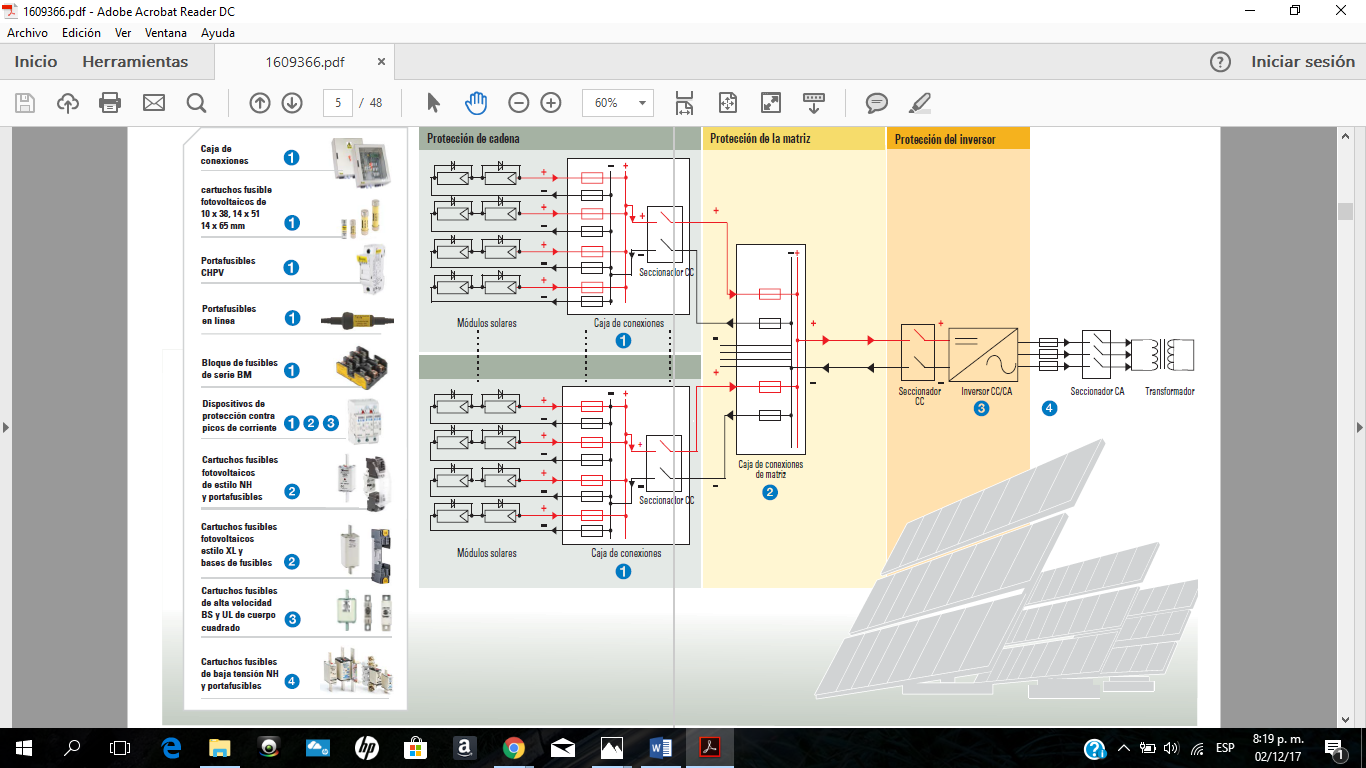 1609366.pdf - Adobe Acrobat Reader DC
Archivo Edición Ver Ventana Ayuda
Inicio Herramientas 1609366.pdf × ? Iniciar sesión
5 / 48 60%
Caja de
conexiones 1
cartuchos fusible
fotovoltaicos de
10 x 38, 14 x 51
14 x 65 mm 1
Portafusibles
CHPV 1
Portafusibles
en línea 1
Bloque de fusibles
de serie BM 1
Dispositivos de
protección contra
picos de corriente 1 2 3
Cartuchos fusibles
fotovoltaicos
de estilo NH
y portafusibles 2
Cartuchos fusibles
fotovoltaicos
estilo XL y
bases de fusibles 2
Cartuchos fusibles
de alta velocidad
BS y UL de cuerpo
cuadrado 3
Cartuchos fusibles
de baja tensión NH
y portafusibles 4
Protección de cadena
Protección de la matriz
Protección del inversor
Seccionador CC
Módulos solares
Caja de conexiones
1
Seccionador CC
Módulos solares
Caja de conexiones
1
Caja de conexiones
de matriz
2
Seccionador
CC
Inversor CC/CA
3
4
Seccionador CA
Transformador
ESP
8:19 p. m.
02/12/17
1